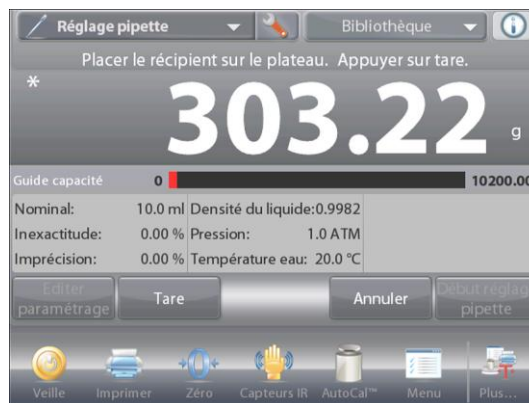 Réglage pipette
Bibliothèque
Placer le récipient sur le plateau. Appuyer sur tare.
*
303.22 g
Guide capacité 0 10200.00
Nominal: 10.0 ml Densité du liquide:0.9982
Inexactitude: 0.00 % Pression: 1.0 ATM
Imprécision: 0.00 % Température eau: 20.0 °C
Editer paramétrage
Tare
Annuler
Début réglag
pipette
Veille Imprimer Zéro Capteurs IR AutoCal™ Menu Plus...